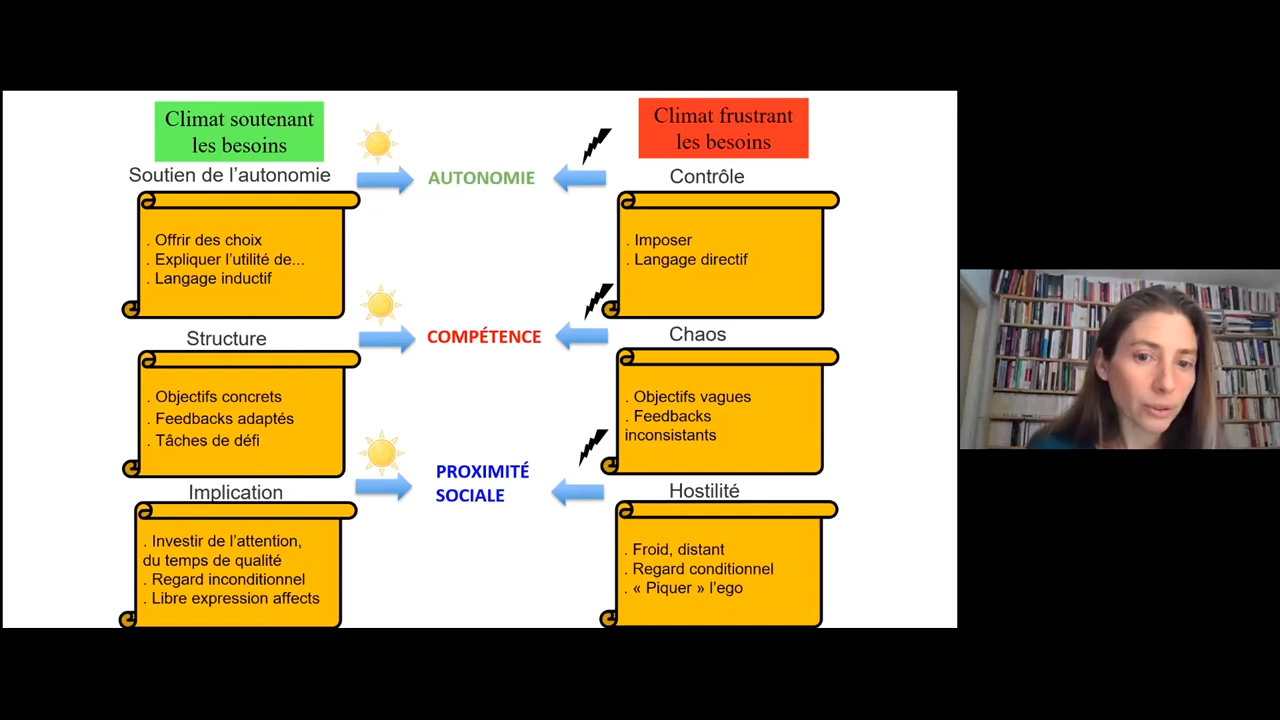 Climat soutenant
les besoins
Climat frustrant
les besoins
Soutien de l’autonomie
AUTONOMIE
Contrôle
. Offrir des choix
. Expliquer l’utilité de...
. Langage inductif
. Imposer
. Langage directif
Structure
COMPÉTENCE
Chaos
. Objectifs concrets
. Feedbacks adaptés
. Tâches de défi
. Objectifs vagues
. Feedbacks
inconsistants
Implication
PROXIMITÉ
SOCIALE
Hostilité
. Investir de l’attention,
du temps de qualité
. Regard inconditionnel
. Libre expression affects
. Froid, distant
. Regard conditionnel
. « Piquer » l’ego